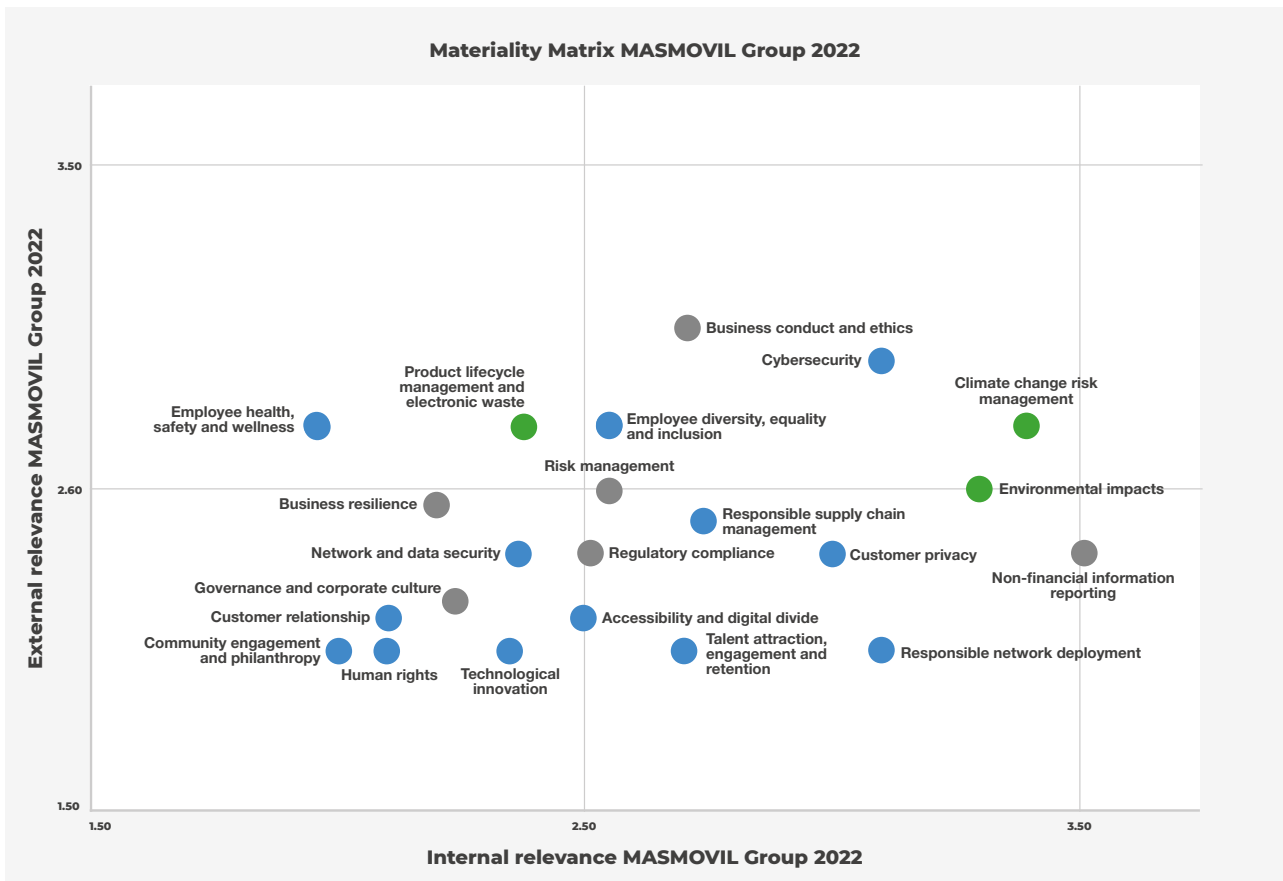 Materiality Matrix MASMOVIL Group 2022
External relevance MASMOVIL Group 2022
3.50
Business conduct and ethics
Cybersecurity
Product lifecycle
management and
electronic waste
Climate change risk
management
Employee health,
safety and wellness
Employee diversity, equality
and inclusion
Risk management
2.60
Environmental impacts
Business resilience
Responsible supply chain
management
Network and data security
Regulatory compliance
Customer privacy
Non-financial information
reporting
Governance and corporate culture
Customer relationship
Accessibility and digital divide
Community engagement
and philanthropy
Human rights
Technological
innovation
Talent attraction,
engagement and
retention
Responsible network deployment
1.50
1.50
2.50
3.50
Internal relevance MASMOVIL Group 2022